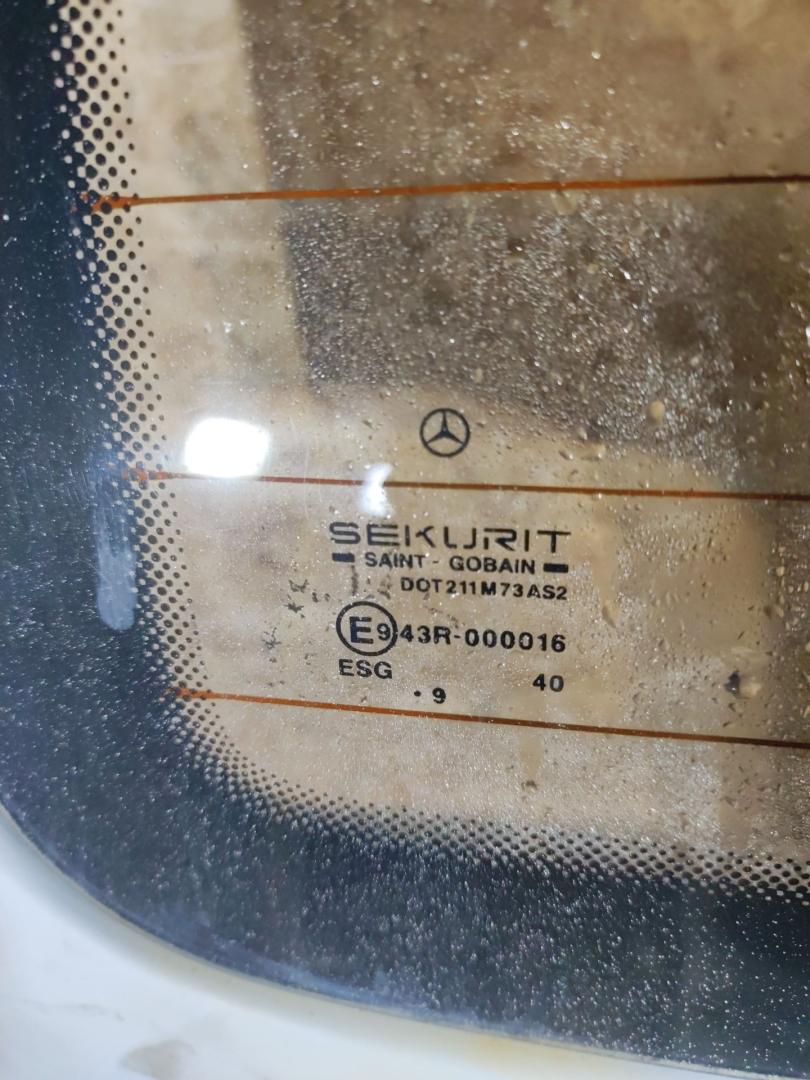 SEKURIT
SAINT - GOBAIN
DOT211M73AS2
E9 43R-000016
ESG 40
·9